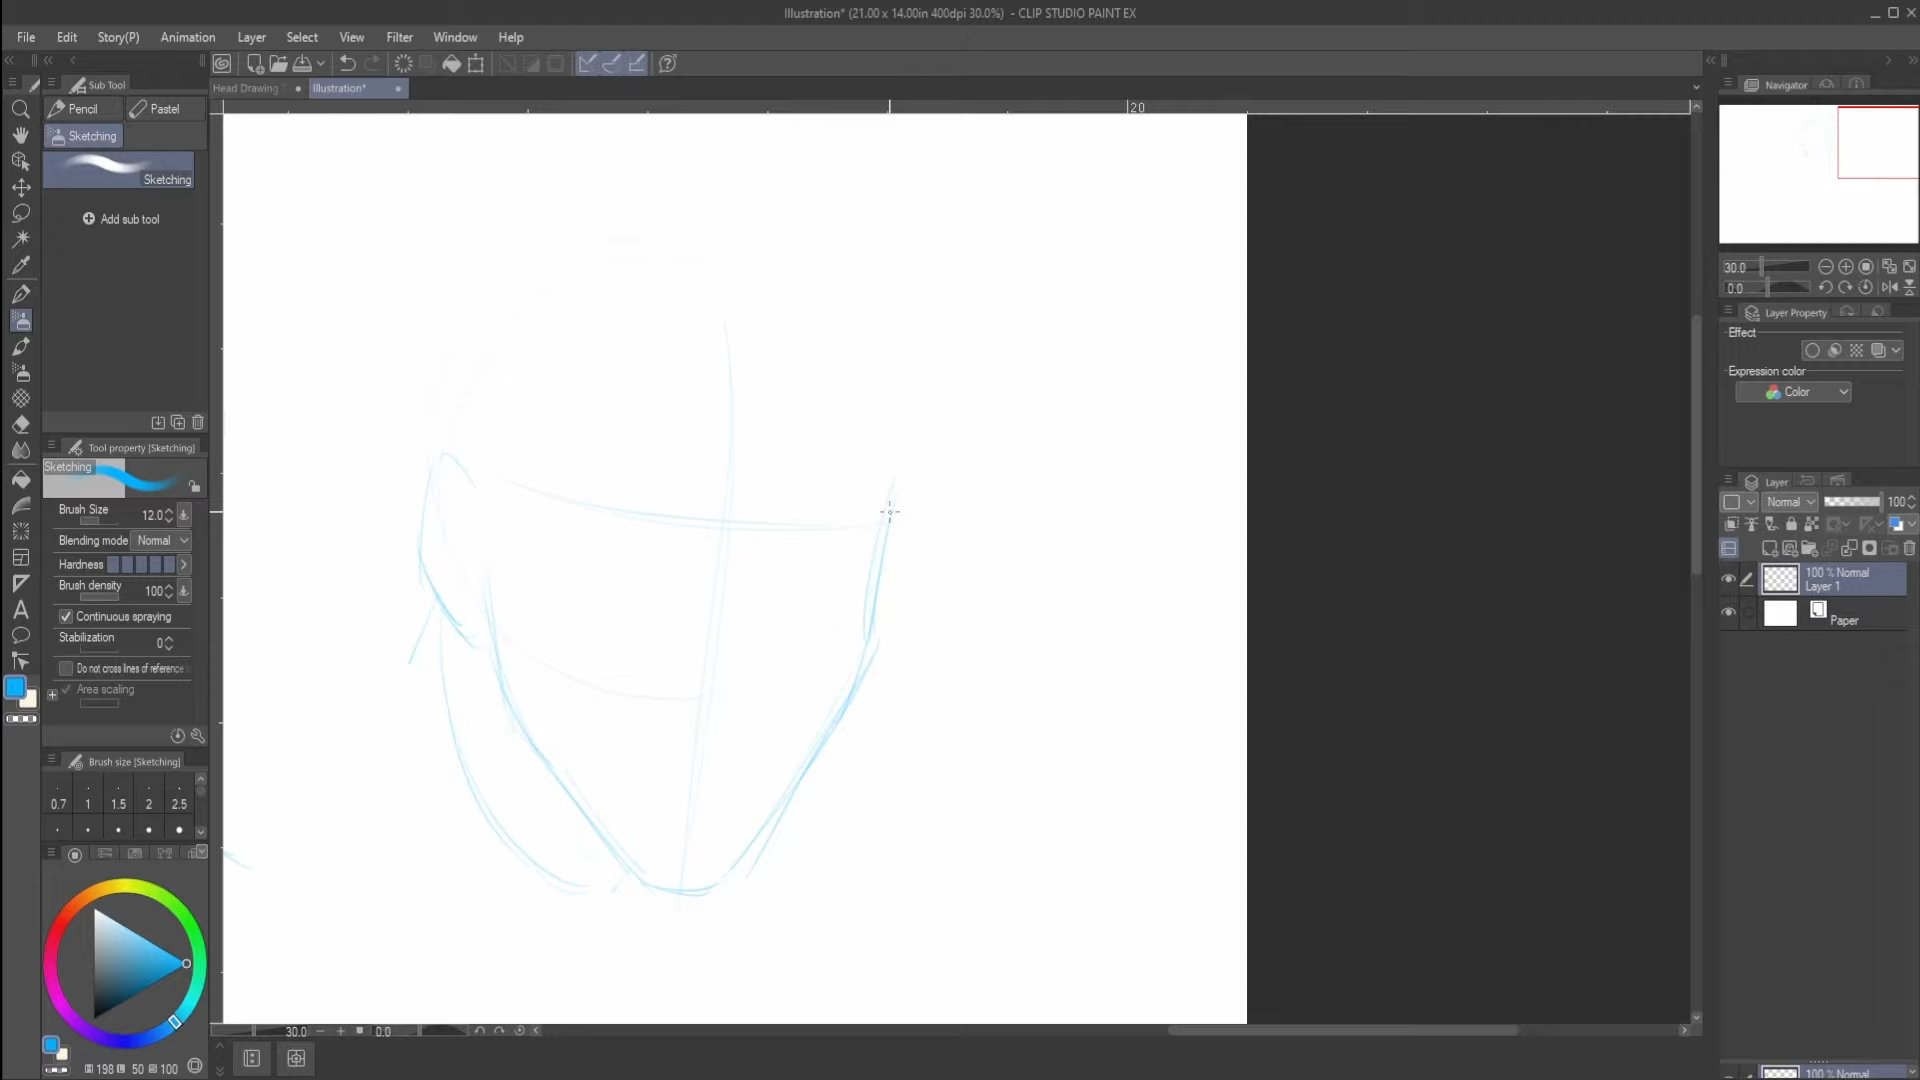 Illustration* (21.00 x 14.00in 400dpi 30.0%) - CLIP STUDIO PAINT EX
File Edit Story(P) Animation Layer Select View Filter Window Help
Sub Tool
Head Drawing
Illustration*
Navigator
Pencil
Pastel
20
Sketching
Sketching
Add sub tool
30.0
0.0
Layer Property
Effect
Expression color
Color
Tool property [Sketching]
Sketching
Layer
Brush Size 12.0
Normal 100
Blending mode Normal
Hardness
Brush density 100
100 % Normal
Layer 1
Continuous spraying
Paper
Stabilization 0
Do not cross lines of reference
Area scaling
Brush size [Sketching]
0.7 1 1.5 2 2.5
30.0
0.0
198 50 100
100 % Normal